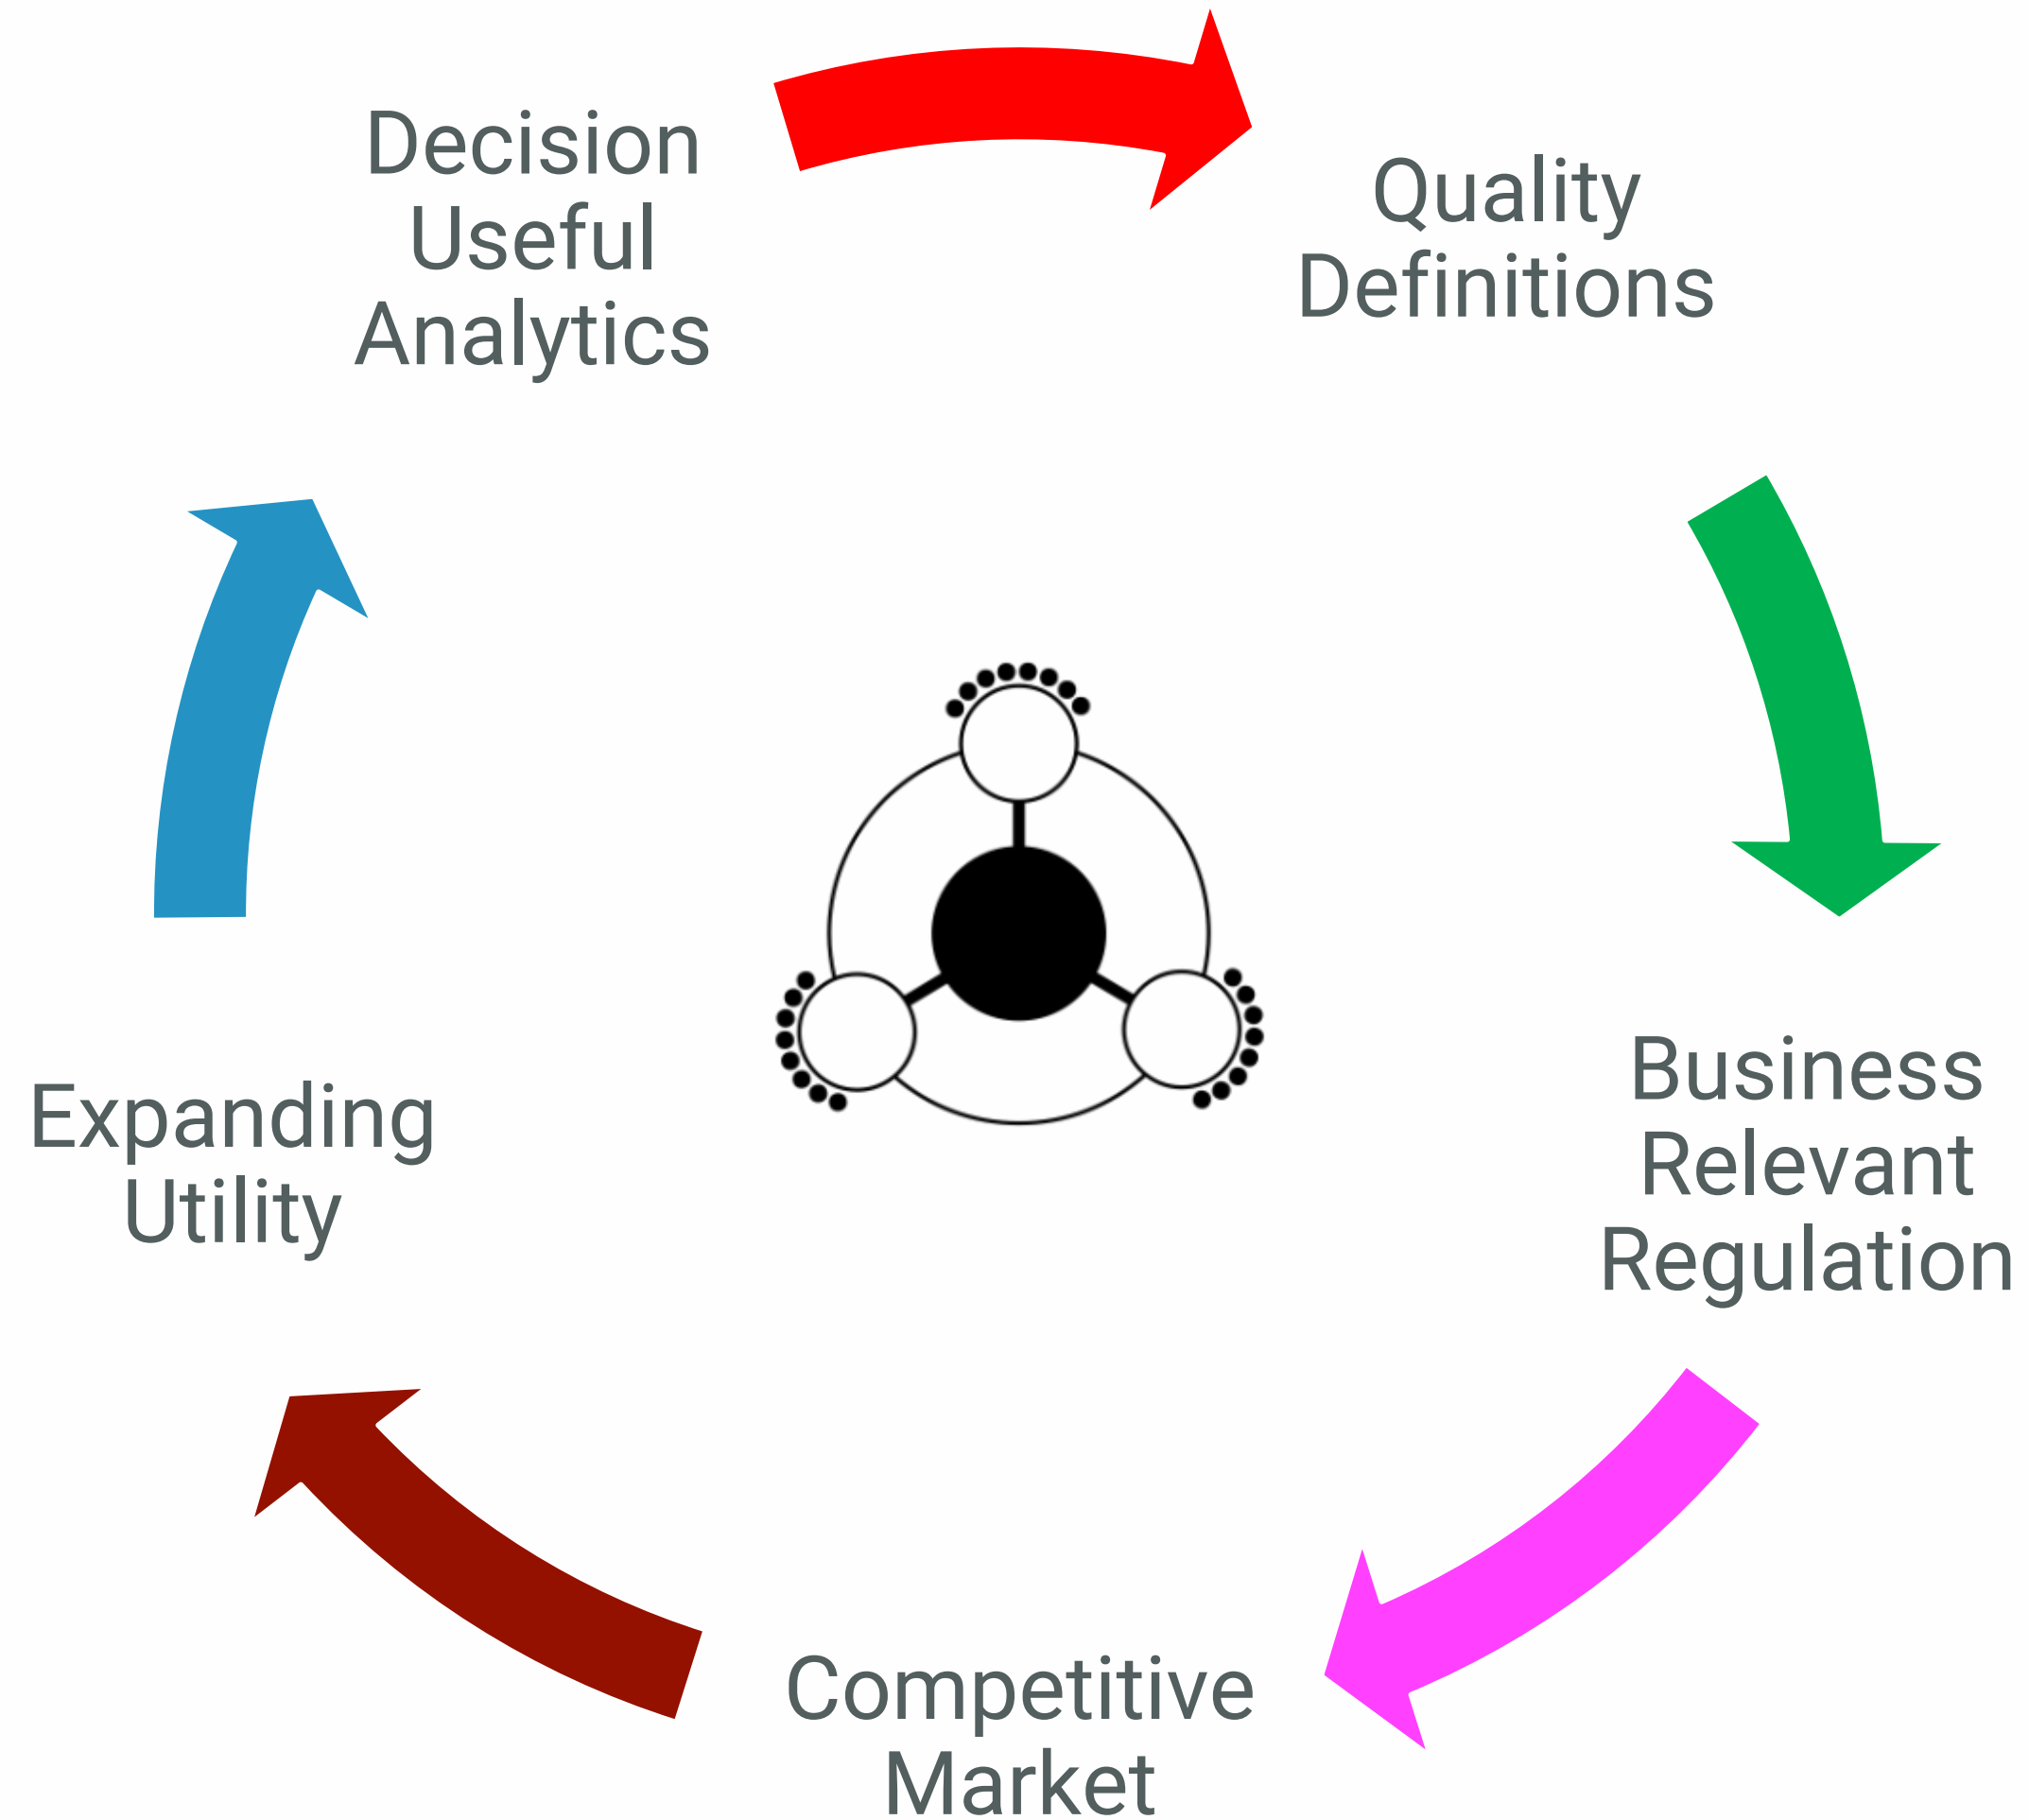 Decision
Useful
Analytics
Quality
Definitions
Business
Relevant
Regulation
Competitive
Market
Expanding
Utility